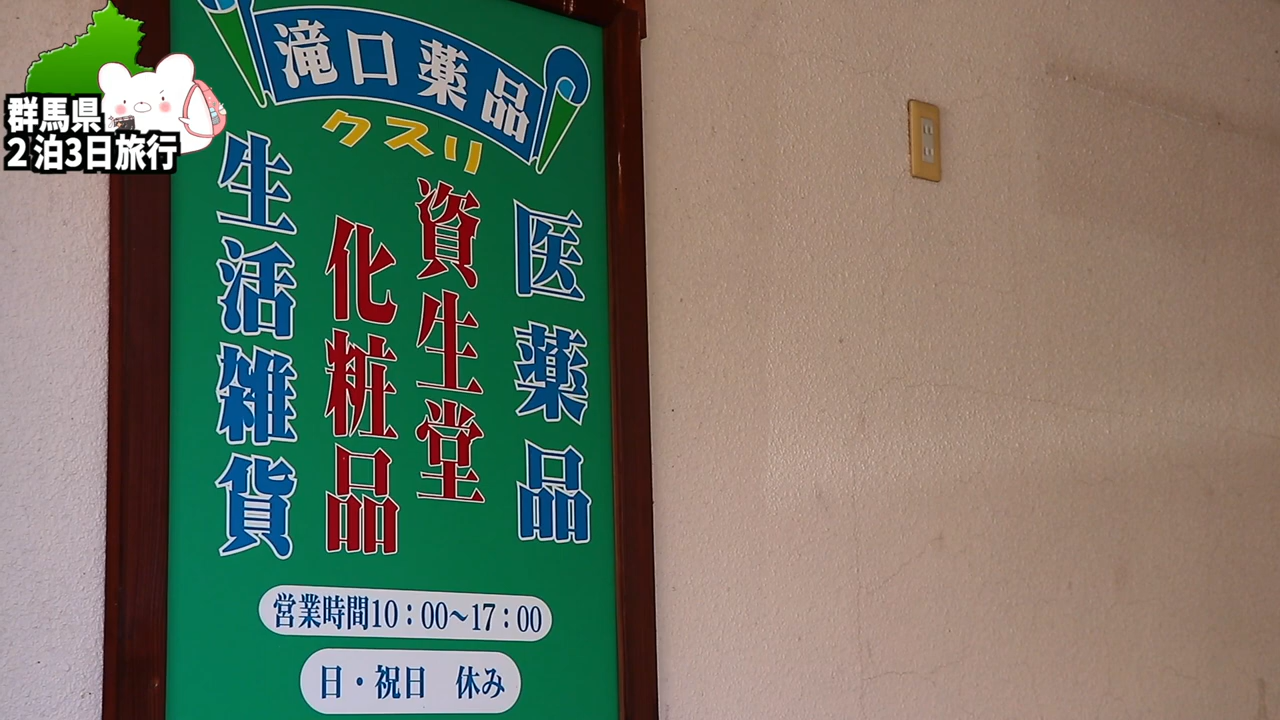 群馬県
2泊3日旅行
滝口薬品
クスリ
医薬品
資生堂
化粧品
生活雑貨
営業時間10：00～17：00
日・祝日　休み